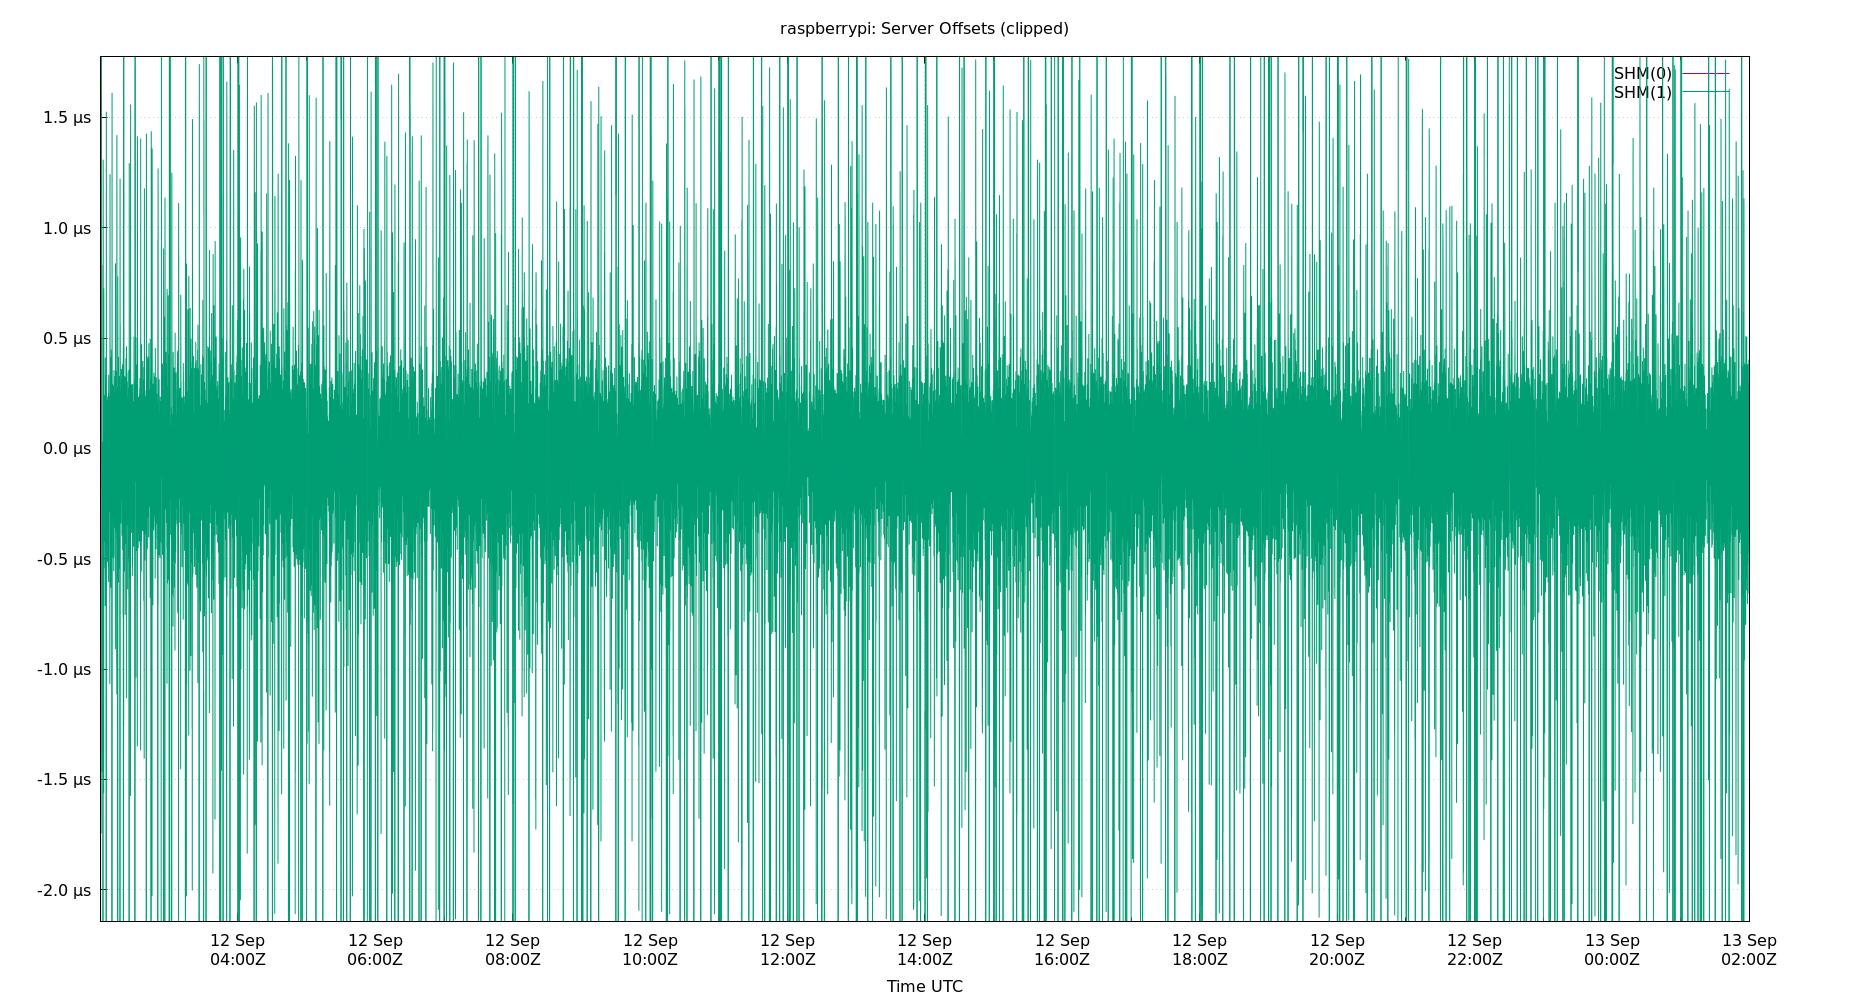 raspberrypi: Server Offsets (clipped)
SHM(0)
SHM(1)
1.5 µs
1.0 µs
0.5 µs
0.0 µs
-0.5 µs
-1.0 µs
-1.5 µs
-2.0 µs
12 Sep 12 Sep 12 Sep 12 Sep 12 Sep 12 Sep 12 Sep 12 Sep 12 Sep 12 Sep 13 Sep 13 Sep
04:00Z 06:00Z 08:00Z 10:00Z 12:00Z 14:00Z 16:00Z 18:00Z 20:00Z 22:00Z 00:00Z 02:00Z
Time UTC